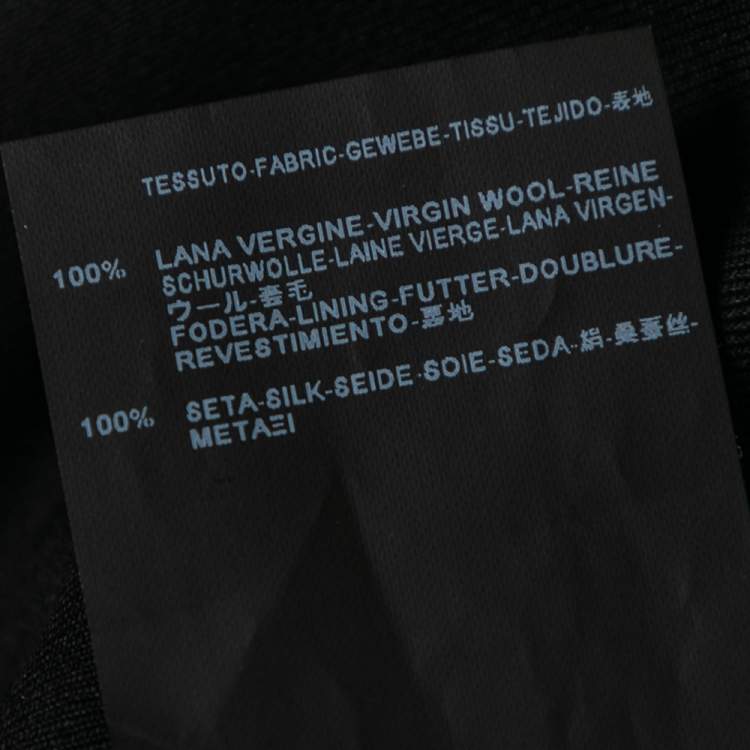 TESSUTO-FABRIC-GEWEBE-TISSU-TEJIDO-表地
100% LANA VERGINE-VIRGIN WOOL-REINE
SCHURWOLLE-LAINE VIERGE-LANA VIRGEN-
ウール-套毛
FODERA-LINING-FUTTER-DOUBLURE-
REVESTIMIENTO-裏地
100% SETA-SILK-SEIDE-SOIE-SEDA-絹-桑蚕丝-
METAΞI